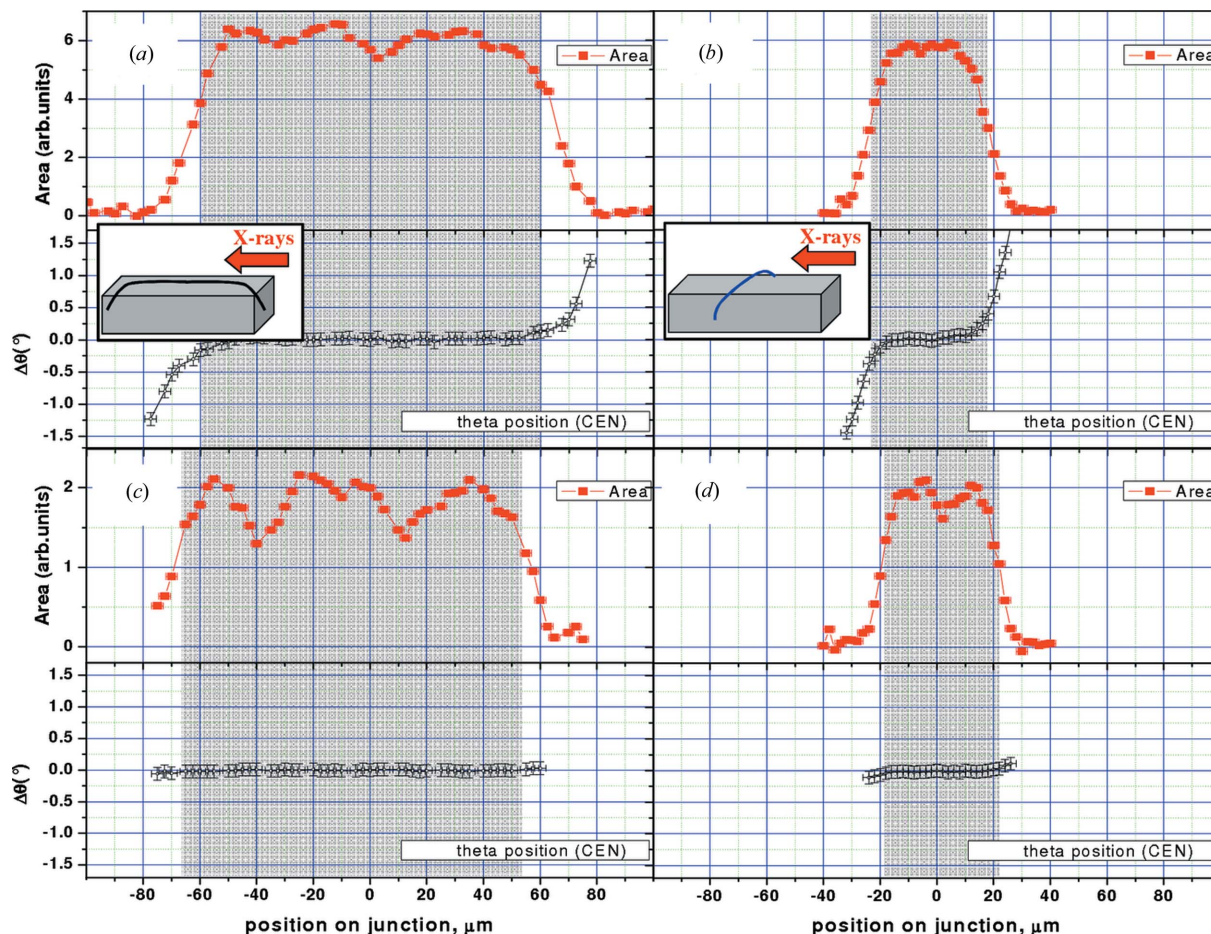 (a)
Area
(b)
Area
6
4
2
0
Area (arb.units)
X-rays
X-rays
1.5
1.0
0.5
0.0
-0.5
-1.0
-1.5
Δθ(°)
theta position (CEN)
theta position (CEN)
(c)
Area
(d)
Area
2
1
0
Area (arb.units)
1.5
1.0
0.5
0.0
-0.5
-1.0
-1.5
Δθ(°)
theta position (CEN)
theta position (CEN)
-80 -60 -40 -20 0 20 40 60 80
-80 -60 -40 -20 0 20 40 60 80
position on junction, μm
position on junction, μm